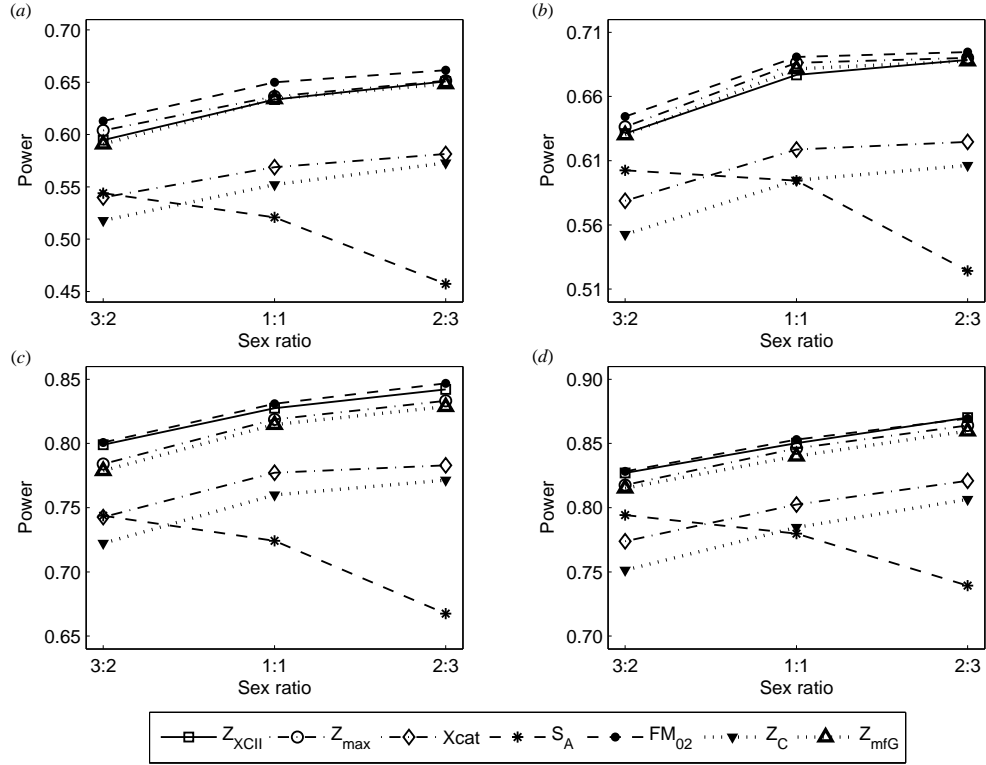 (a)
0.70
0.65
0.60
0.55
0.50
0.45
Power
3:2 1:1 2:3
Sex ratio
(b)
0.71
0.66
0.61
0.56
0.51
Power
3:2 1:1 2:3
Sex ratio
(c)
0.85
0.80
0.75
0.70
0.65
Power
3:2 1:1 2:3
Sex ratio
(d)
0.90
0.85
0.80
0.75
0.70
Power
3:2 1:1 2:3
Sex ratio
Z_XCII Z_max Xcat S_A FM_02 Z_C Z_mfG